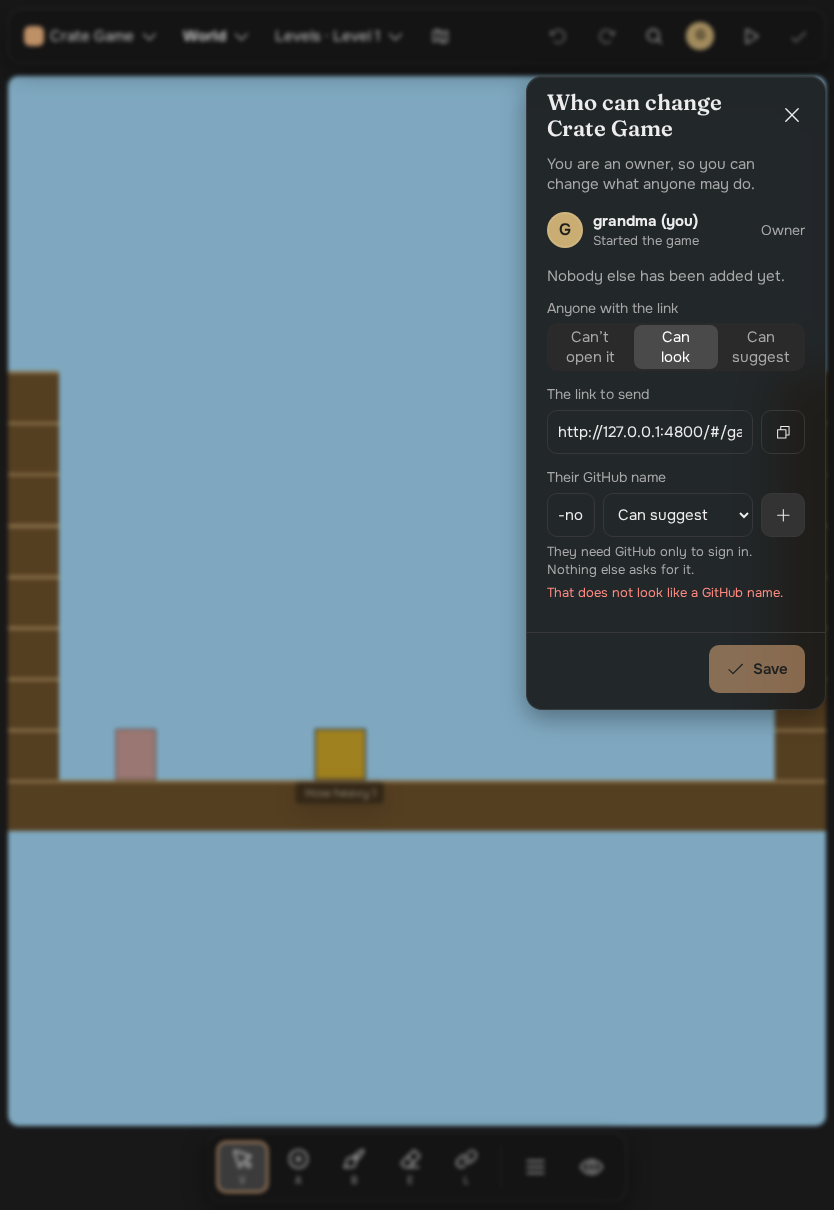 Crate Game
World
Levels · Level 1
Who can change
Crate Game
You are an owner, so you can
change what anyone may do.
G
grandma (you)
Started the game
Owner
Nobody else has been added yet.
Anyone with the link
Can't
open it
Can
look
Can
suggest
The link to send
http://127.0.0.1:4800/#/ga
Their GitHub name
-no
Can suggest
They need GitHub only to sign in.
Nothing else asks for it.
That does not look like a GitHub name.
Save
V
A
B
E
L